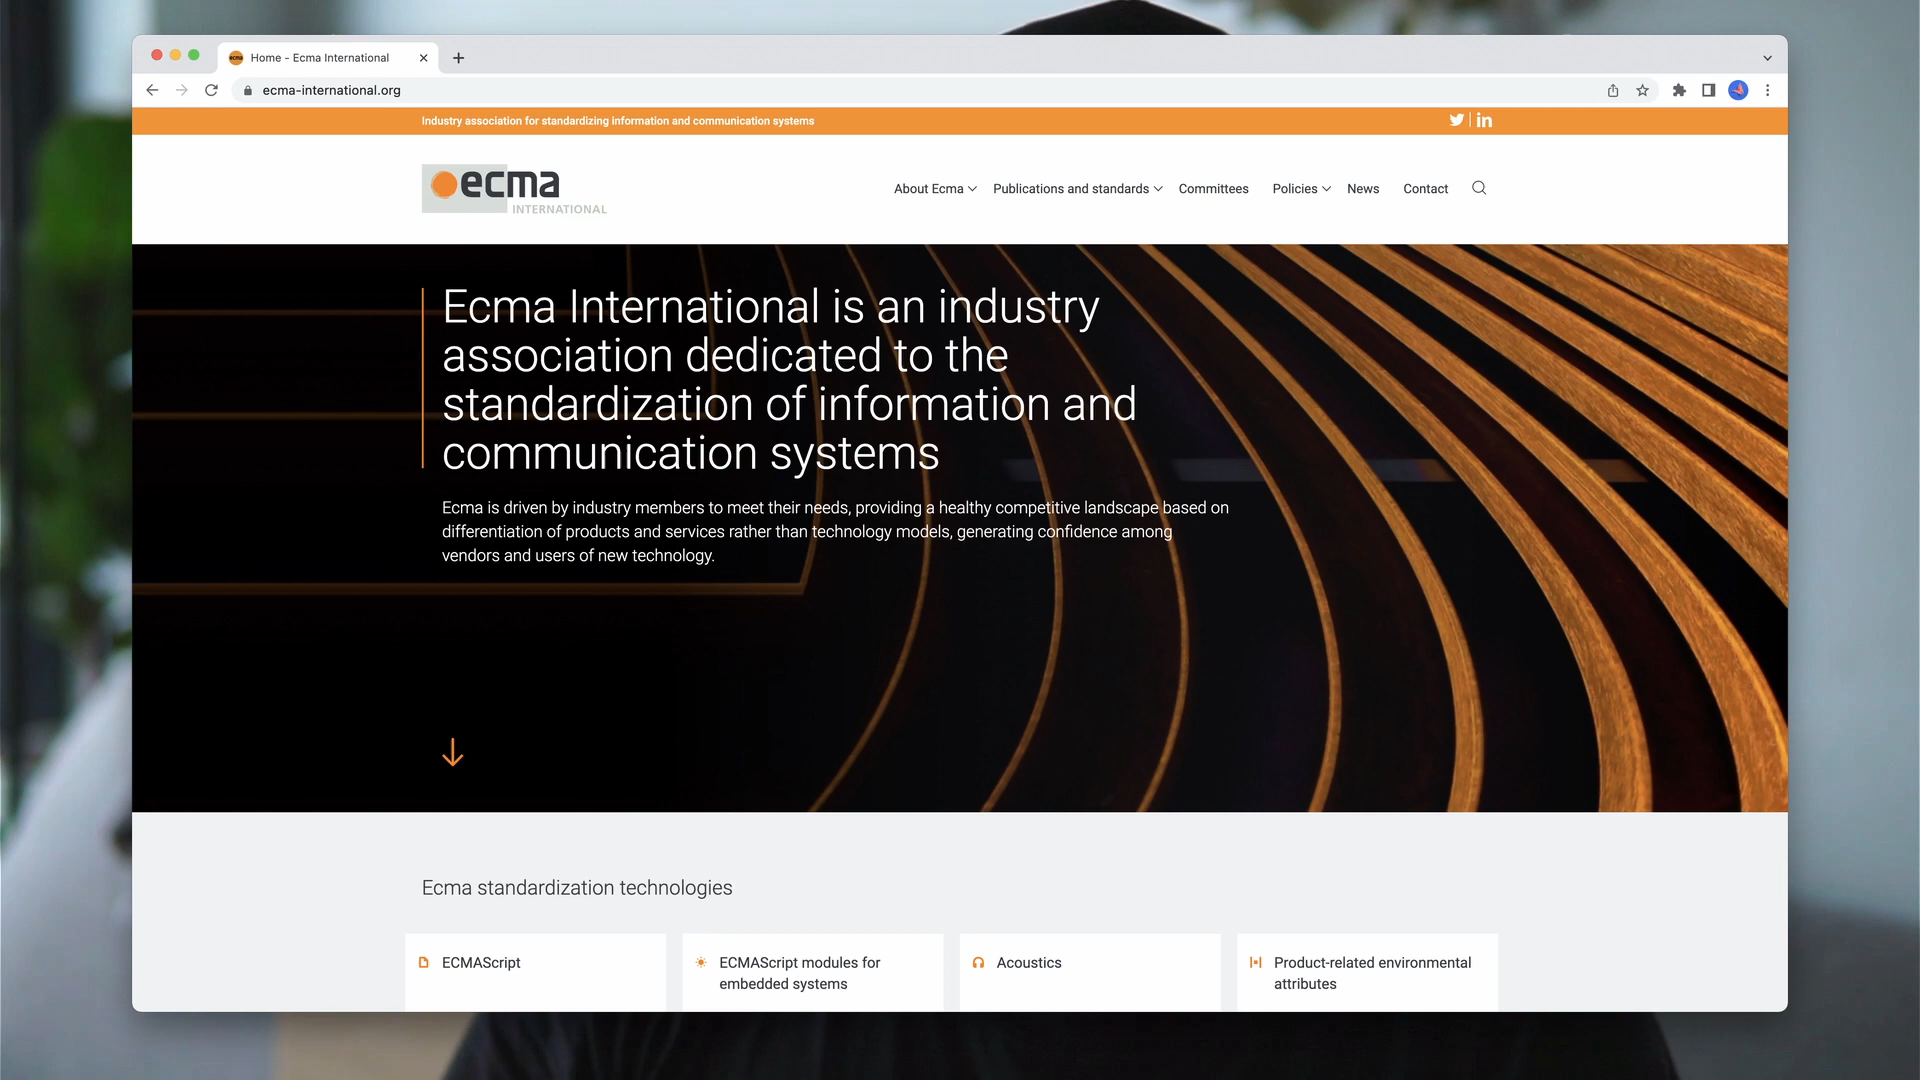 Home - Ecma International
ecma-international.org
Industry association for standardizing information and communication systems
ecma
INTERNATIONAL
About Ecma
Publications and standards
Committees
Policies
News
Contact
Ecma International is an industry
association dedicated to the
standardization of information and
communication systems
Ecma is driven by industry members to meet their needs, providing a healthy competitive landscape based on
differentiation of products and services rather than technology models, generating confidence among
vendors and users of new technology.
Ecma standardization technologies
ECMAScript
ECMAScript modules for
embedded systems
Acoustics
Product-related environmental
attributes